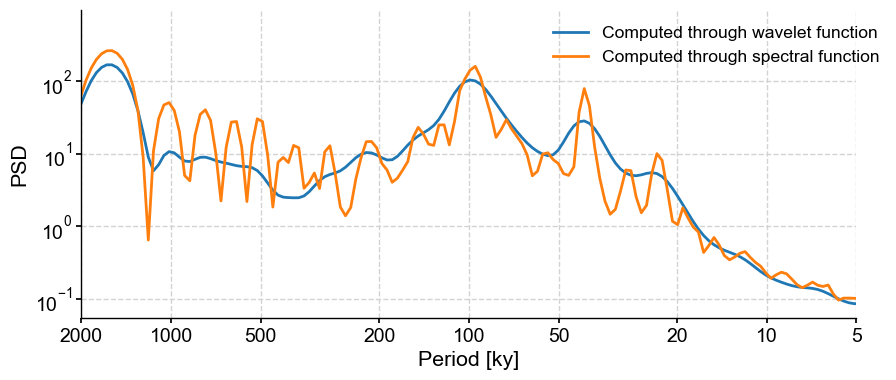 Computed through wavelet function
Computed through spectral function
PSD
10²
10¹
10⁰
10⁻¹
2000 1000 500 200 100 50 20 10 5
Period [ky]